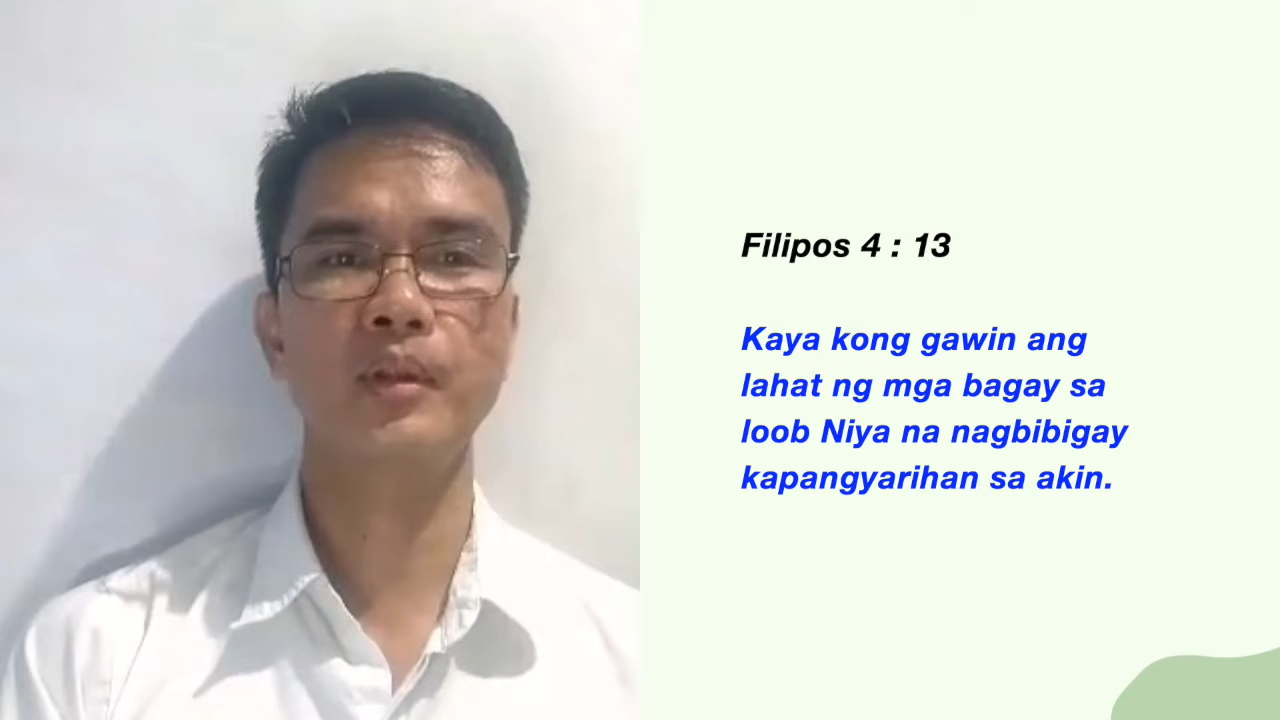 Filipos 4 : 13
Kaya kong gawin ang
lahat ng mga bagay sa
loob Niya na nagbibigay
kapangyarihan sa akin.